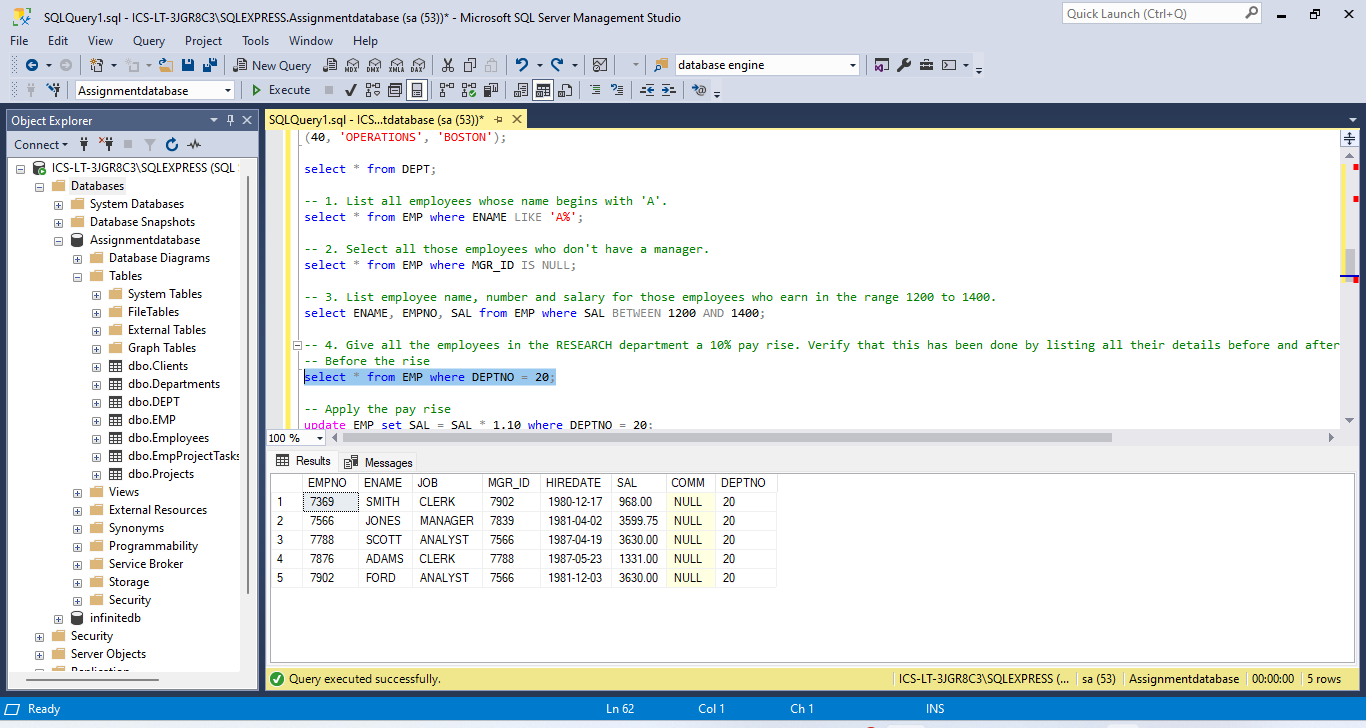 SQLQuery1.sql - ICS-LT-3JGR8C3\SQLEXPRESS.Assignmentdatabase (sa (53))* - Microsoft SQL Server Management Studio
Quick Launch (Ctrl+Q)
File Edit View Query Project Tools Window Help
New Query MDX DMX XMLA DAX database engine
Assignmentdatabase Execute
Object Explorer
Connect
ICS-LT-3JGR8C3\SQLEXPRESS (SQL
Databases
System Databases
Database Snapshots
Assignmentdatabase
Database Diagrams
Tables
System Tables
FileTables
External Tables
Graph Tables
dbo.Clients
dbo.Departments
dbo.DEPT
dbo.EMP
dbo.Employees
dbo.EmpProjectTasks
dbo.Projects
Views
External Resources
Synonyms
Programmability
Service Broker
Storage
Security
infinitedb
Security
Server Objects
Replication
SQLQuery1.sql - ICS...tdatabase (sa (53))*
(40, 'OPERATIONS', 'BOSTON');
select * from DEPT;
-- 1. List all employees whose name begins with 'A'.
select * from EMP where ENAME LIKE 'A%';
-- 2. Select all those employees who don't have a manager.
select * from EMP where MGR_ID IS NULL;
-- 3. List employee name, number and salary for those employees who earn in the range 1200 to 1400.
select ENAME, EMPNO, SAL from EMP where SAL BETWEEN 1200 AND 1400;
-- 4. Give all the employees in the RESEARCH department a 10% pay rise. Verify that this has been done by listing all their details before and after
-- Before the rise
select * from EMP where DEPTNO = 20;
-- Apply the pay rise
update EMP set SAL = SAL * 1.10 where DEPTNO = 20;
100 %
Results Messages
EMPNO ENAME JOB MGR_ID HIREDATE SAL COMM DEPTNO
1 7369 SMITH CLERK 7902 1980-12-17 968.00 NULL 20
2 7566 JONES MANAGER 7839 1981-04-02 3599.75 NULL 20
3 7788 SCOTT ANALYST 7566 1987-04-19 3630.00 NULL 20
4 7876 ADAMS CLERK 7788 1987-05-23 1331.00 NULL 20
5 7902 FORD ANALYST 7566 1981-12-03 3630.00 NULL 20
Query executed successfully. ICS-LT-3JGR8C3\SQLEXPRESS (... sa (53) Assignmentdatabase 00:00:00 5 rows
Ready Ln 62 Col 1 Ch 1 INS